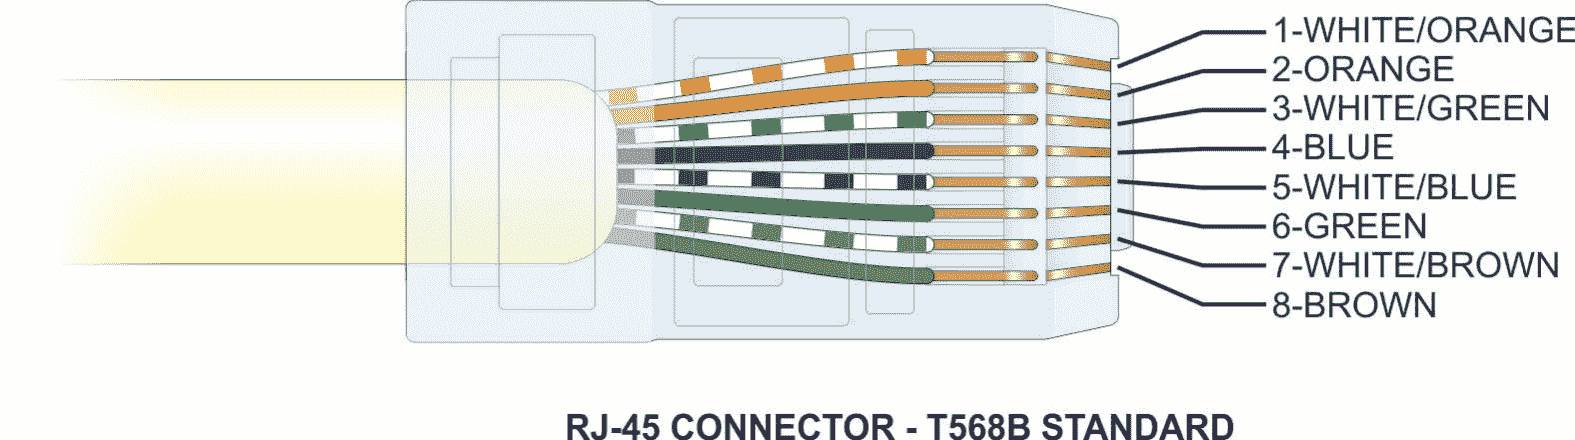 1-WHITE/ORANGE
2-ORANGE
3-WHITE/GREEN
4-BLUE
5-WHITE/BLUE
6-GREEN
7-WHITE/BROWN
8-BROWN
RJ-45 CONNECTOR - T568B STANDARD